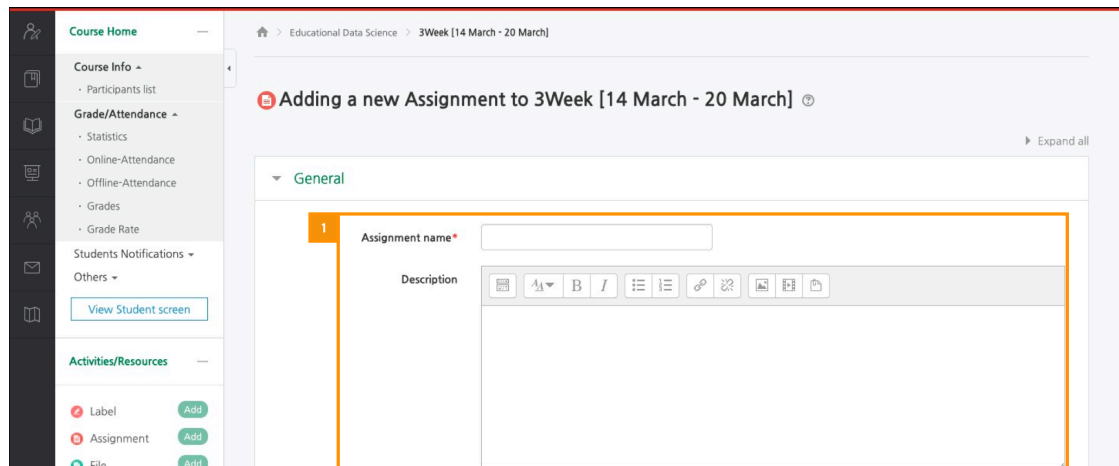 Course Home
Course Info
· Participants list
Grade/Attendance
· Statistics
· Online-Attendance
· Offline-Attendance
· Grades
· Grade Rate
Students Notifications
Others
View Student screen
Activities/Resources
Label Add
Assignment Add
File Add
> Educational Data Science > 3Week [14 March - 20 March]
Adding a new Assignment to 3Week [14 March - 20 March]
Expand all
General
1
Assignment name*
Description
B I